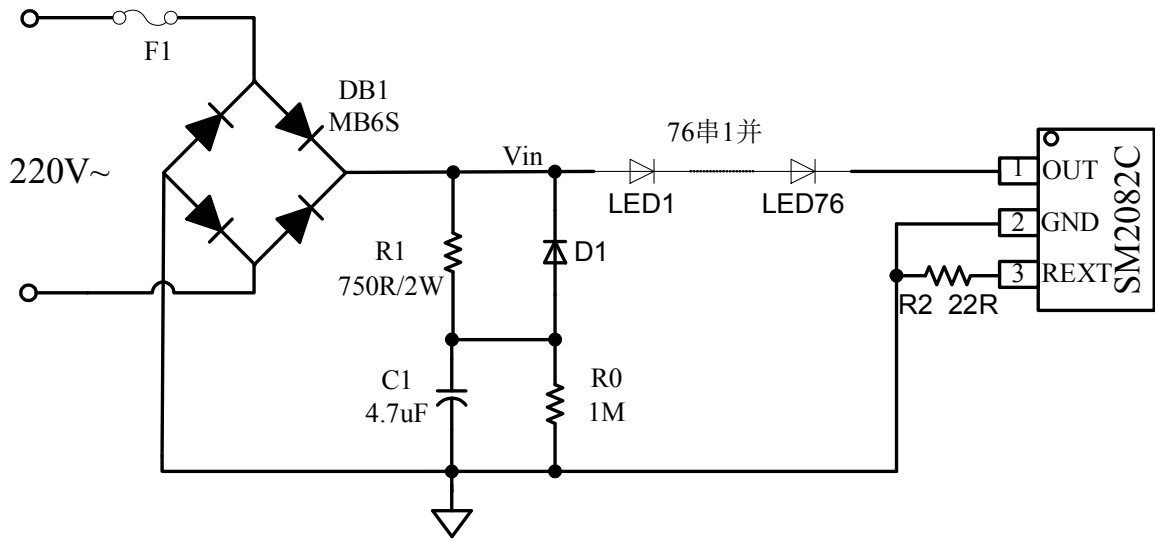 F1
DB1
MB6S
220V~
Vin
76串1并
LED1
LED76
1
OUT
2
GND
3
REXT
SM2082C
R1
750R/2W
D1
R2
22R
C1
4.7uF
R0
1M